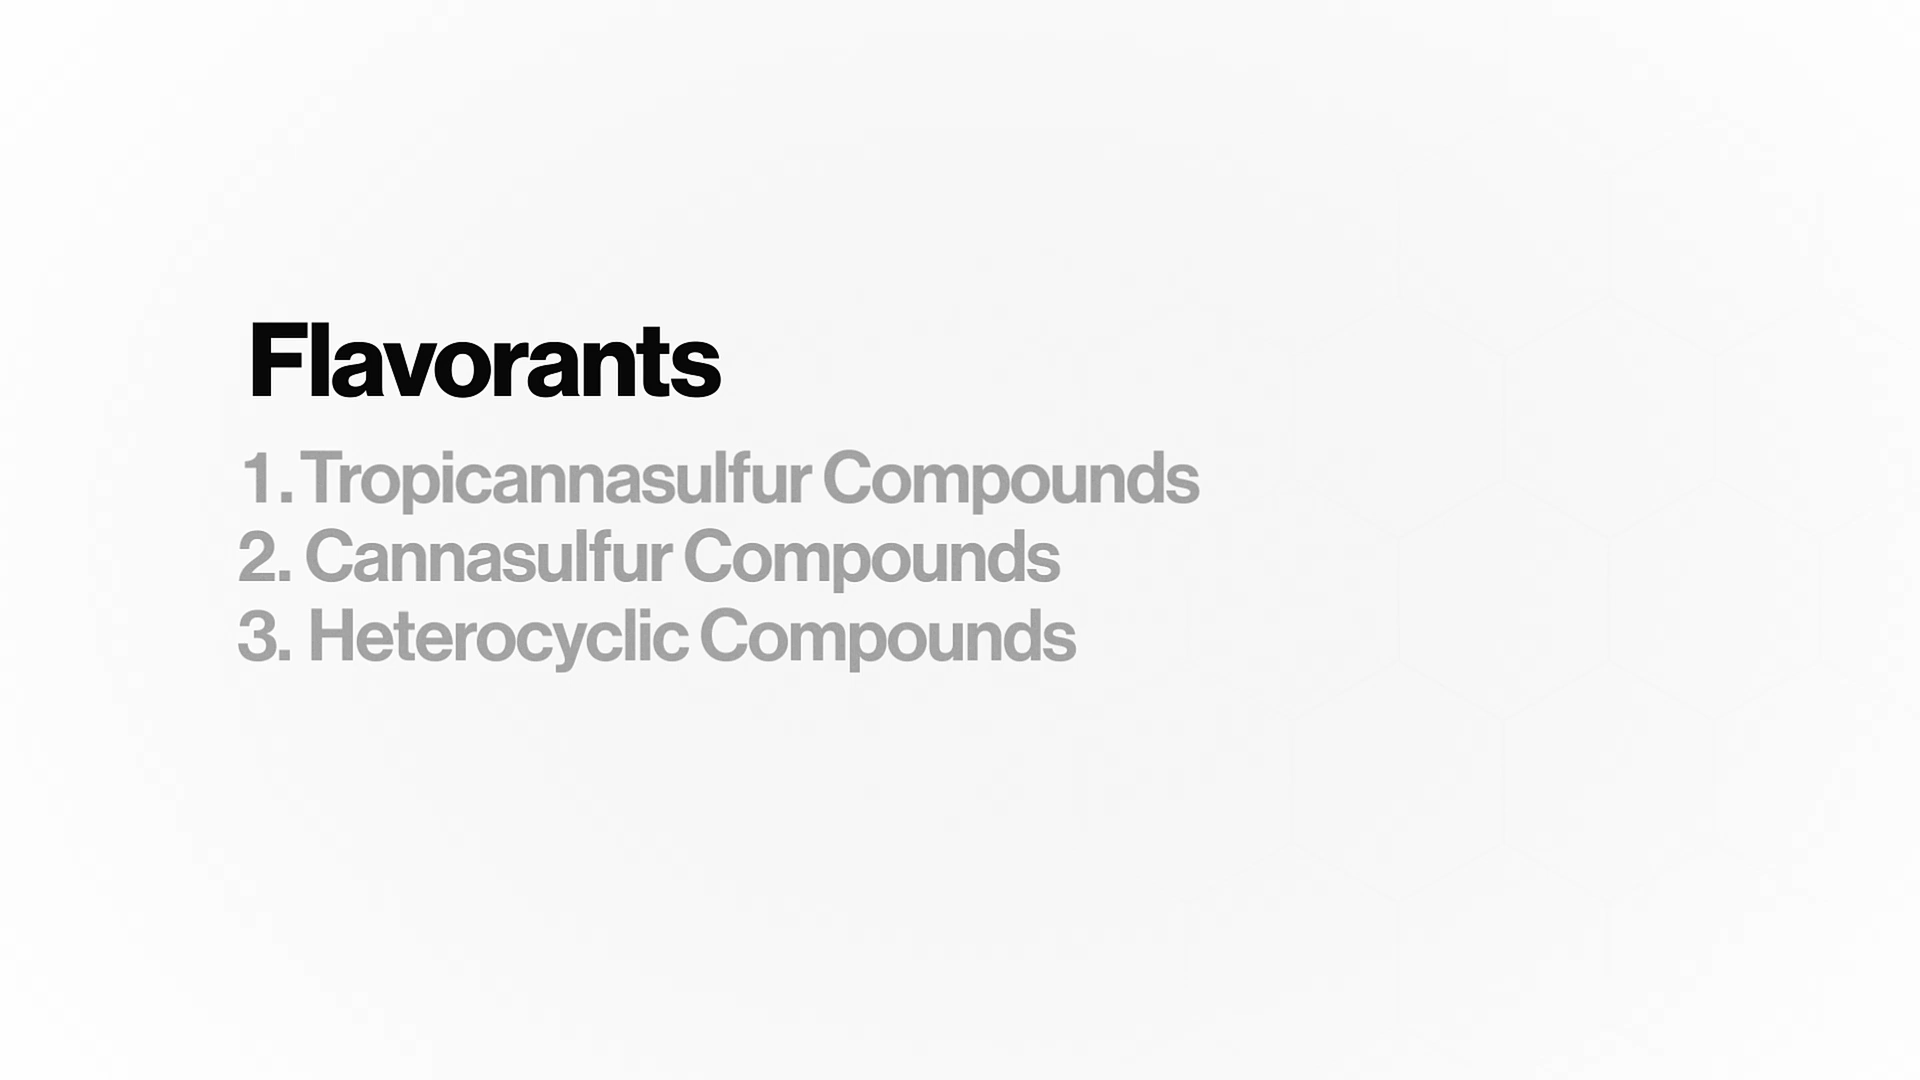 Flavorants
1. Tropicannasulfur Compounds
2. Cannasulfur Compounds
3. Heterocyclic Compounds